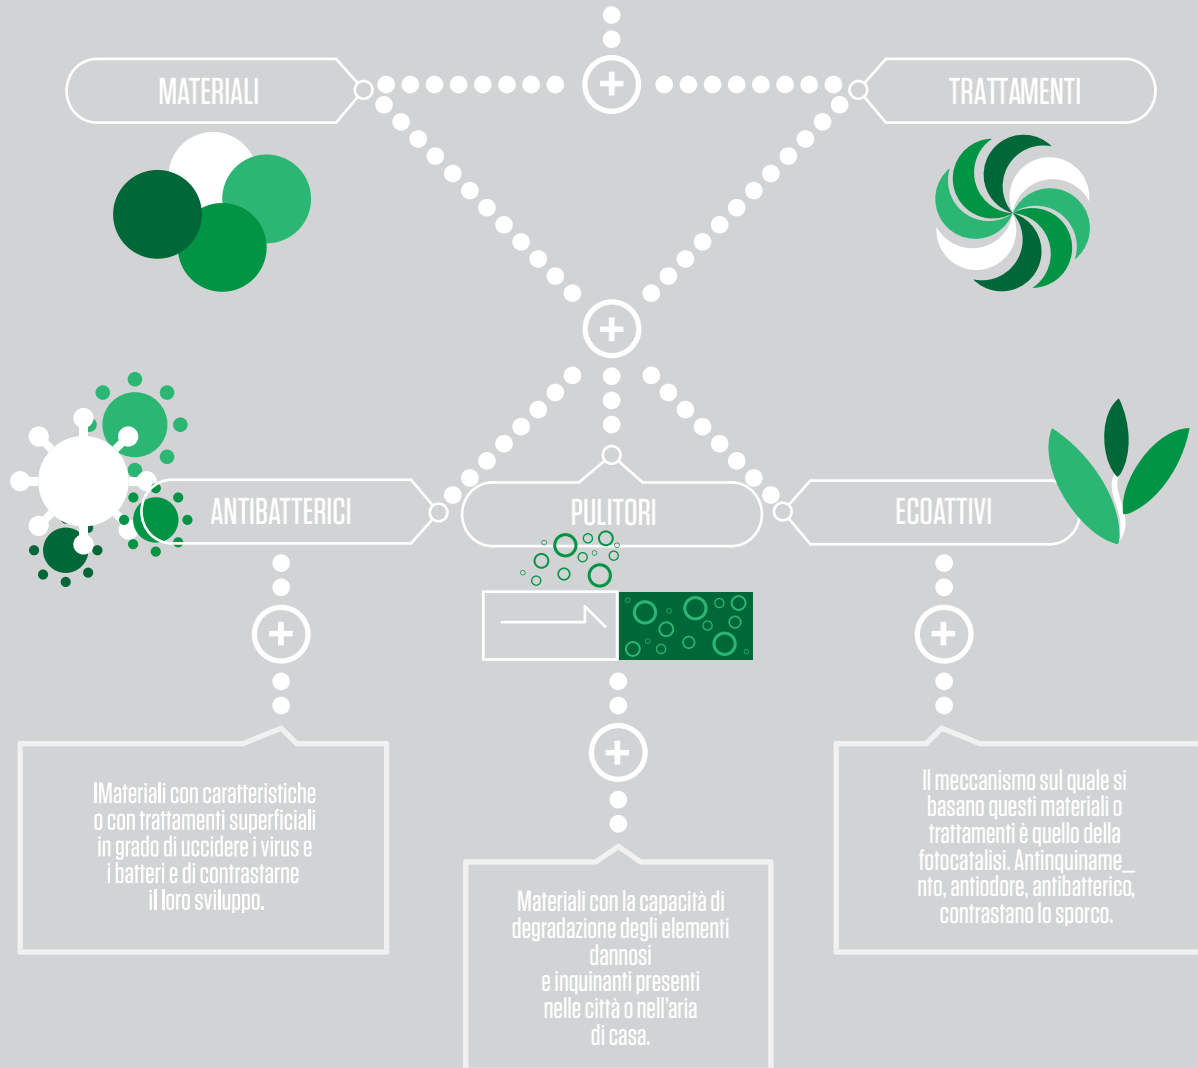 MATERIALI
TRATTAMENTI
ANTIBATTERICI
PULITORI
ECOATTIVI
IMateriali con caratteristiche
o con trattamenti superficiali
in grado di uccidere i virus e
i batteri e di contrastarne
il loro sviluppo.
Materiali con la capacità di
degradazione degli elementi
dannosi
e inquinanti presenti
nelle città o nell'aria
di casa.
Il meccanismo sul quale si
basano questi materiali o
trattamenti è quello della
fotocatalisi. Antinquiname_
nto, antiodore, antibatterico,
contrastano lo sporco.